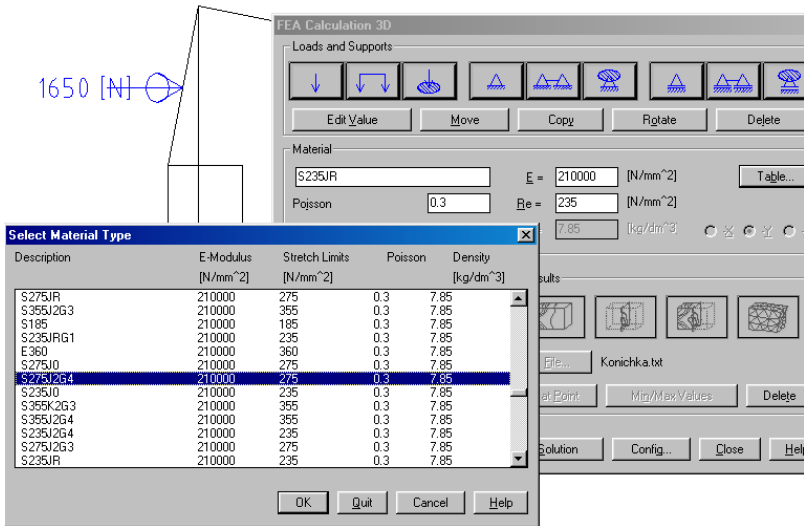 FEA Calculation 3D
Loads and Supports
1650 [N]
Edit Value Move Copy Rotate Delete
Material
S235JR E = 210000 [N/mm^2] Table...
Poisson 0.3 Re = 235 [N/mm^2]
= 7.85 [kg/dm^3 X Y
Select Material Type
Description E-Modulus Stretch Limits Poisson Density
[N/mm^2] [N/mm^2] [kg/dm^3]
S275JR 210000 275 0.3 7.85
S355J2G3 210000 355 0.3 7.85
S185 210000 185 0.3 7.85
S235JRG1 210000 235 0.3 7.85
E360 210000 360 0.3 7.85
S275J0 210000 275 0.3 7.85
S275J2G4 210000 275 0.3 7.85
S235J0 210000 235 0.3 7.85
S355K2G3 210000 355 0.3 7.85
S355J2G4 210000 355 0.3 7.85
S235J2G4 210000 235 0.3 7.85
S275J2G3 210000 275 0.3 7.85
S235JR 210000 235 0.3 7.85
OK Quit Cancel Help
sults
File... Konichka.txt
at Point Min/Max Values Delete
Solution Config... Close Help